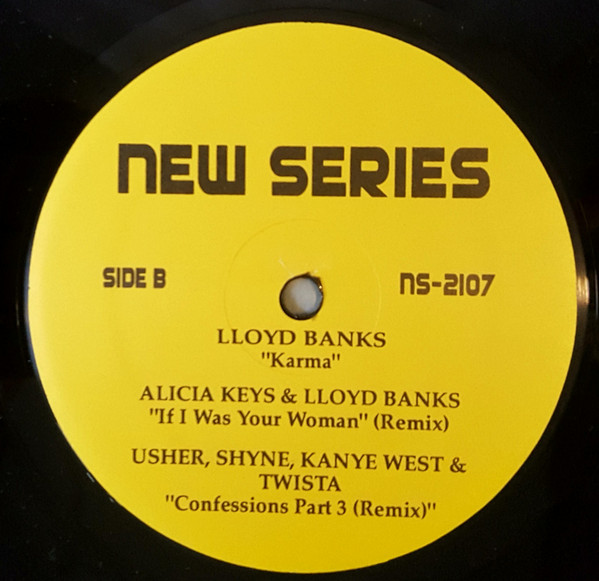 NEW SERIES
SIDE B
NS-2107
LLOYD BANKS
"Karma"
ALICIA KEYS & LLOYD BANKS
"If I Was Your Woman" (Remix)
USHER, SHYNE, KANYE WEST &
TWISTA
"Confessions Part 3 (Remix)"